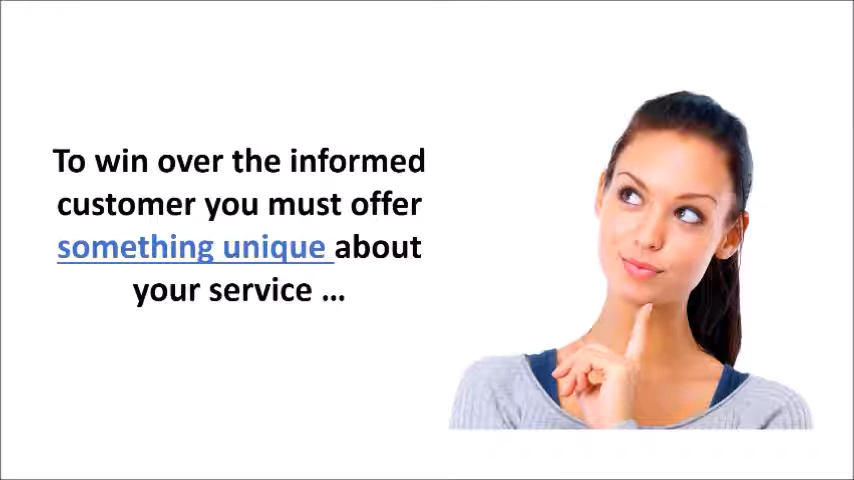 To win over the informed
customer you must offer
something unique about
your service ...